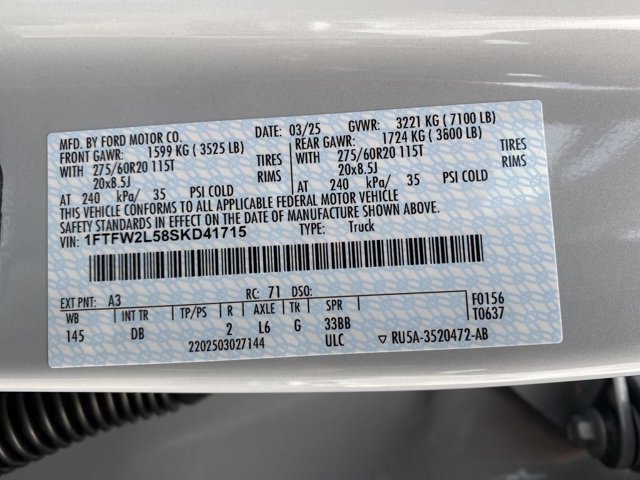 MFD. BY FORD MOTOR CO. DATE: 03/25 GVWR: 3221 KG ( 7100 LB)
FRONT GAWR: 1599 KG ( 3525 LB) REAR GAWR: 1724 KG ( 3800 LB)
WITH 275/60R20 115T TIRES WITH 275/60R20 115T TIRES
20x8.5J RIMS 20x8.5J RIMS
AT 240 kPa/ 35 PSI COLD AT 240 kPa/ 35 PSI COLD
THIS VEHICLE CONFORMS TO ALL APPLICABLE FEDERAL MOTOR VEHICLE
SAFETY STANDARDS IN EFFECT ON THE DATE OF MANUFACTURE SHOWN ABOVE.
VIN: 1FTFW2L58SKD41715 TYPE: Truck
EXT PNT: A3 RC: 71 DSO: F0156
WB INT TR TP/PS R AXLE TR SPR T0637
145 DB 2 L6 G 33BB
2202503027144 ULC ▽ RU5A-3520472-AB